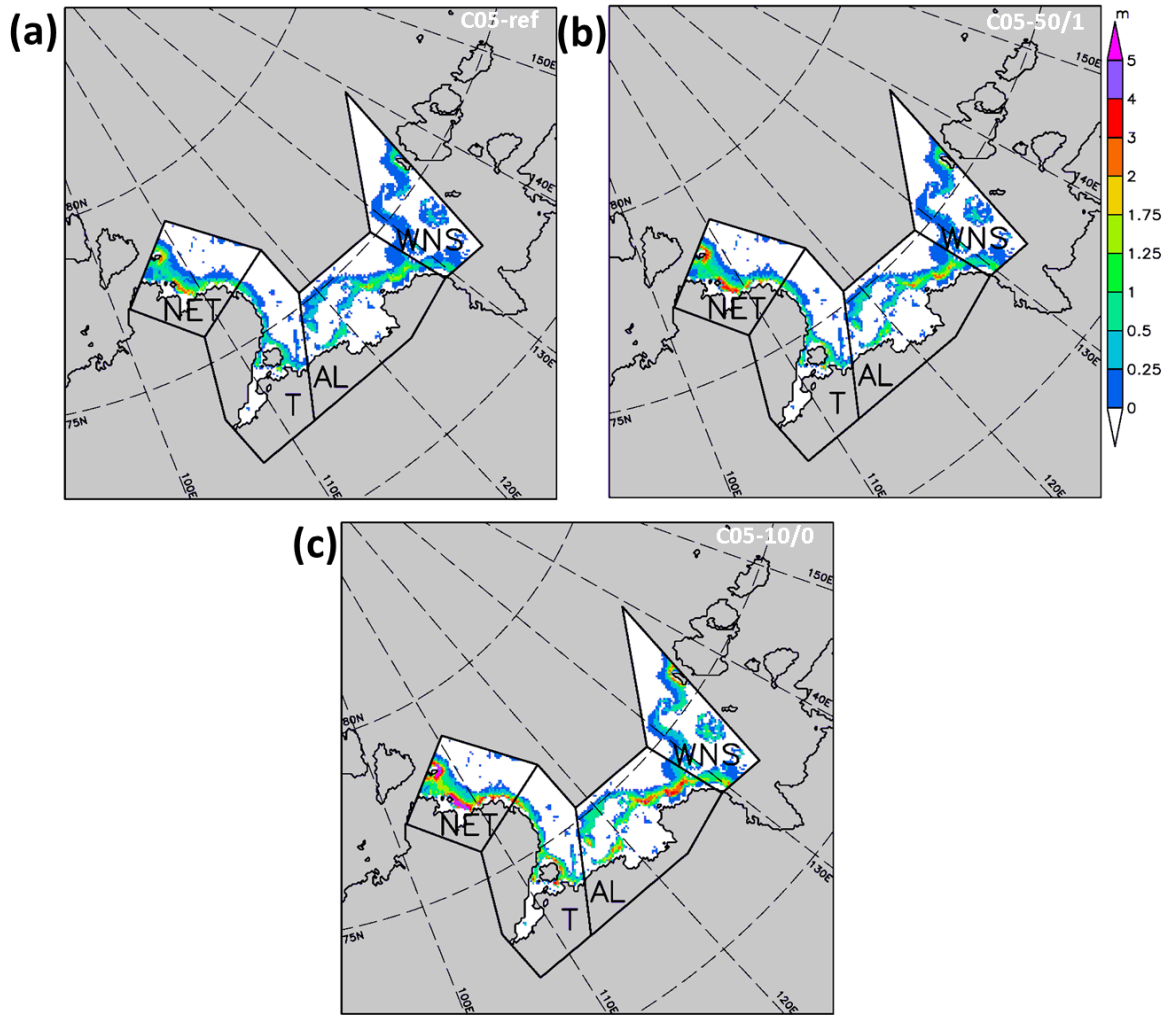 (a)
C05-ref
150E
140E
130E
120E
110E
100E
80N
75N
WNS
NET
AL
T
(b)
C05-50/1
150E
140E
130E
120E
110E
100E
80N
75N
WNS
NET
AL
T
m
5
4
3
2
1.75
1.25
1
0.5
0.25
0
(c)
C05-10/0
150E
140E
130E
120E
110E
100E
80N
75N
WNS
NET
AL
T